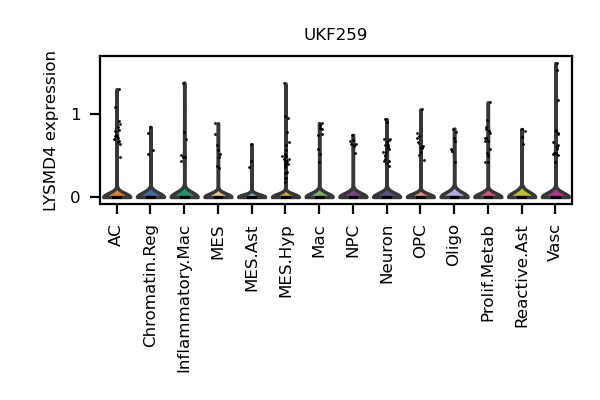 UKF259
LYSMD4 expression
1
0
AC
Chromatin.Reg
Inflammatory.Mac
MES
MES.Ast
MES.Hyp
Mac
NPC
Neuron
OPC
Oligo
Prolif.Metab
Reactive.Ast
Vasc